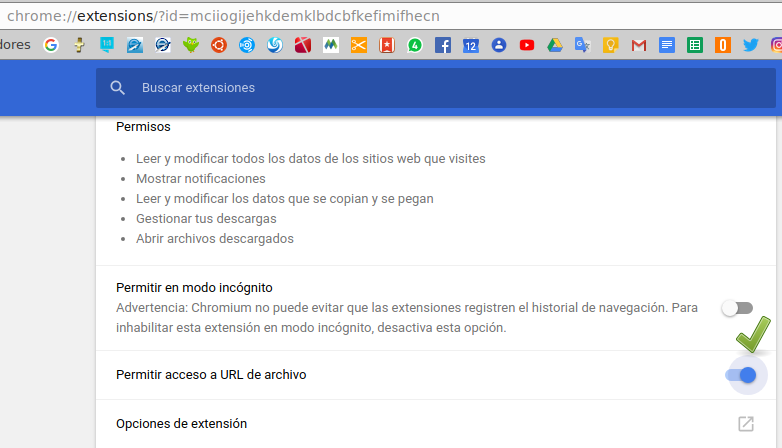 chrome://extensions/?id=mciiogijehkdemklbdcbfkefimifhecn
dores
Buscar extensiones
Permisos
Leer y modificar todos los datos de los sitios web que visites
Mostrar notificaciones
Leer y modificar los datos que se copian y se pegan
Gestionar tus descargas
Abrir archivos descargados
Permitir en modo incógnito
Advertencia: Chromium no puede evitar que las extensiones registren el historial de navegación. Para
inhabilitar esta extensión en modo incógnito, desactiva esta opción.
Permitir acceso a URL de archivo
Opciones de extensión